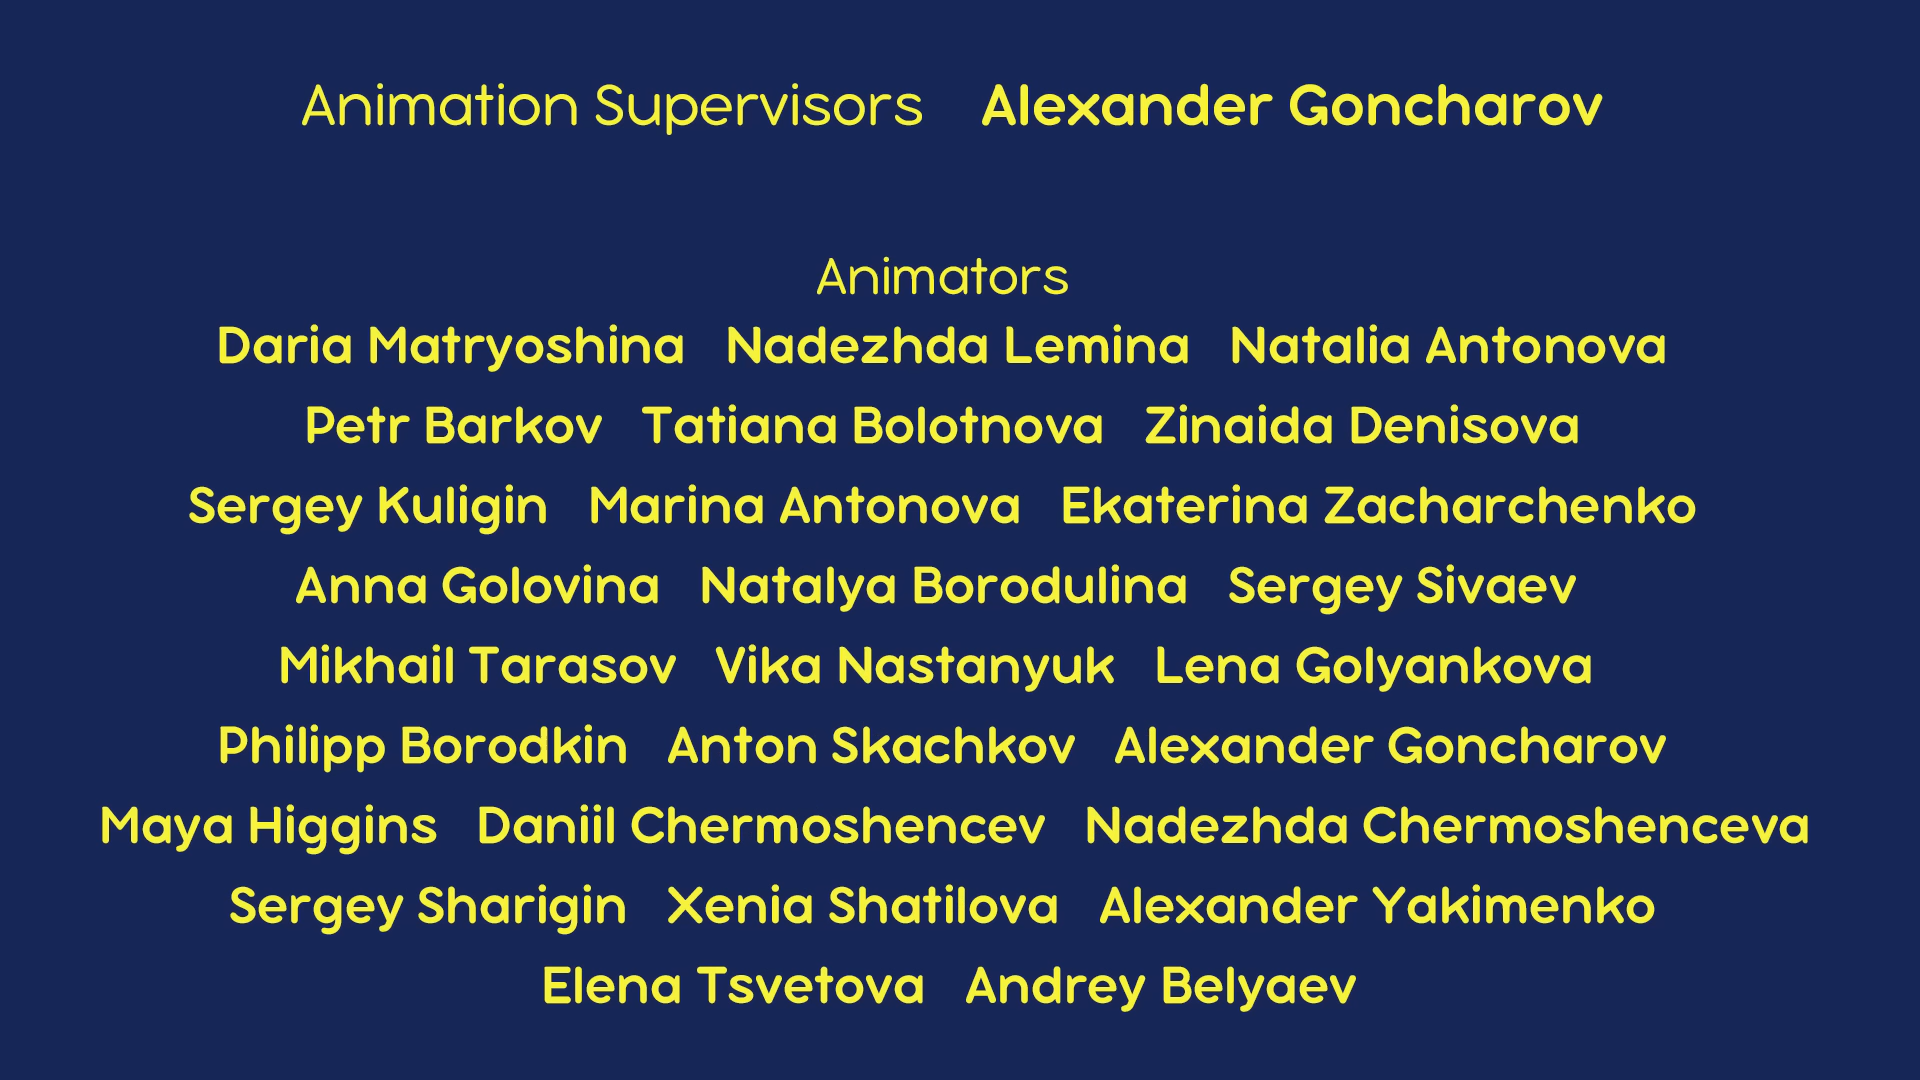 Animation Supervisors Alexander Goncharov
Animators
Daria Matryoshina Nadezhda Lemina Natalia Antonova
Petr Barkov Tatiana Bolotnova Zinaida Denisova
Sergey Kuligin Marina Antonova Ekaterina Zacharchenko
Anna Golovina Natalya Borodulina Sergey Sivaev
Mikhail Tarasov Vika Nastanyuk Lena Golyankova
Philipp Borodkin Anton Skachkov Alexander Goncharov
Maya Higgins Daniil Chermoshencev Nadezhda Chermoshenceva
Sergey Sharigin Xenia Shatilova Alexander Yakimenko
Elena Tsvetova Andrey Belyaev